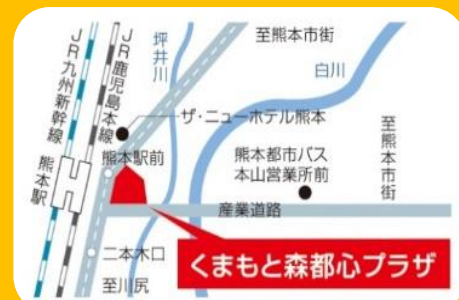 至熊本市街
坪井川
白川
JR鹿児島本線
JR九州新幹線
ザ・ニューホテル熊本
熊本駅前
熊本駅
熊本都市バス
本山営業所前
至熊本市街
産業道路
二本木口
至川尻
くまもと森都心プラザ